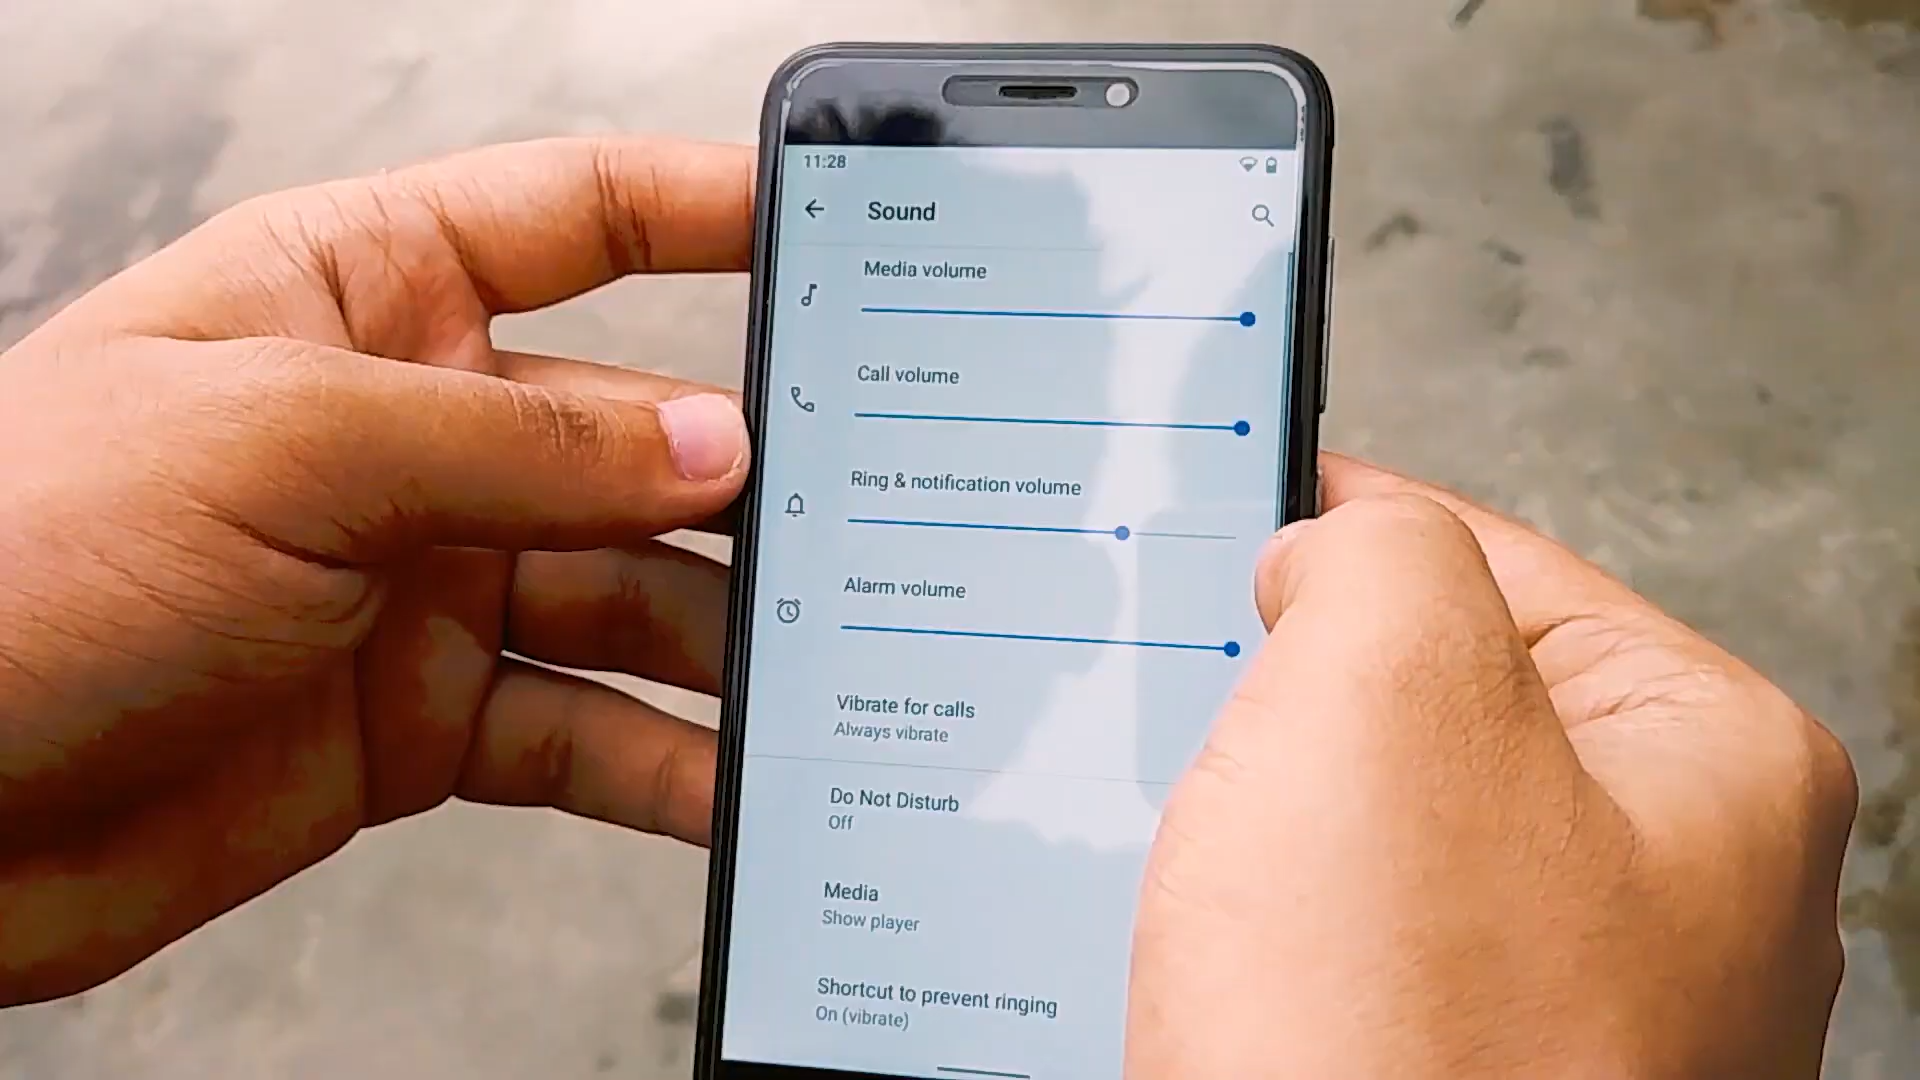 11:28
Sound
Media volume
Call volume
Ring & notification volume
Alarm volume
Vibrate for calls
Always vibrate
Do Not Disturb
Off
Media
Show player
Shortcut to prevent ringing
On (vibrate)